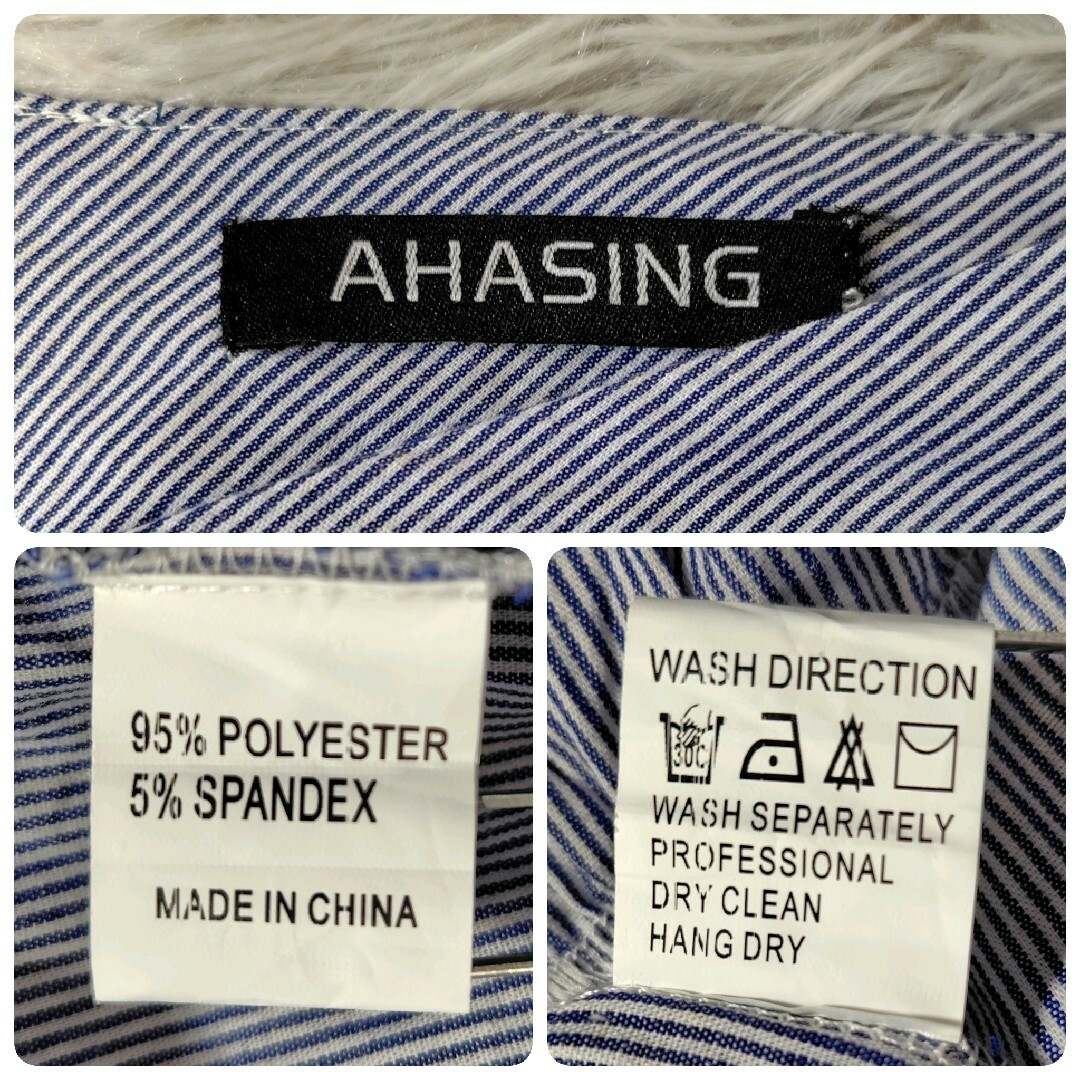 AHASING
95% POLYESTER
5% SPANDEX
MADE IN CHINA
WASH DIRECTION
30C
WASH SEPARATELY
PROFESSIONAL
DRY CLEAN
HANG DRY